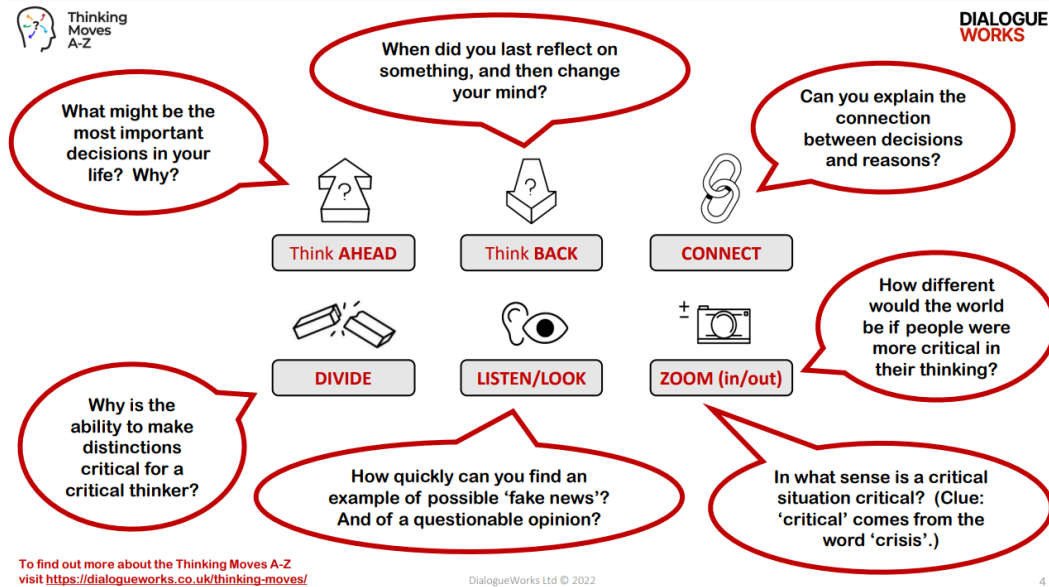 Thinking
Moves
A-Z
DIALOGUE
WORKS
When did you last reflect on
something, and then change
your mind?
What might be the
most important
decisions in your
life?  Why?
Can you explain the
connection
between decisions
and reasons?
?
?
Think AHEAD
Think BACK
CONNECT
How different
would the world
be if people were
more critical in
their thinking?
±
DIVIDE
LISTEN/LOOK
ZOOM (in/out)
Why is the
ability to make
distinctions
critical for a
critical thinker?
How quickly can you find an
example of possible ‘fake news’?
And of a questionable opinion?
In what sense is a critical
situation critical?  (Clue:
‘critical’ comes from the
word ‘crisis’.)
To find out more about the Thinking Moves A-Z
visit https://dialogueworks.co.uk/thinking-moves/
DialogueWorks Ltd © 2022
4